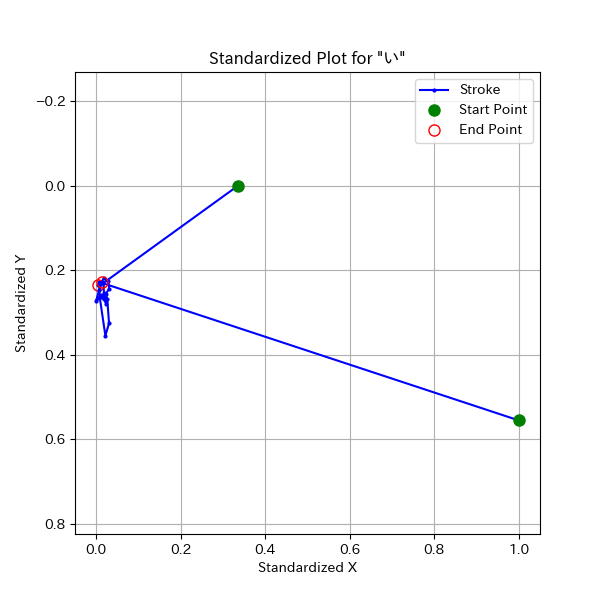 Standardized Plot for "い"
Stroke
Start Point
End Point
−0.2
0.0
0.2
0.4
0.6
0.8
Standardized Y
0.0 0.2 0.4 0.6 0.8 1.0
Standardized X